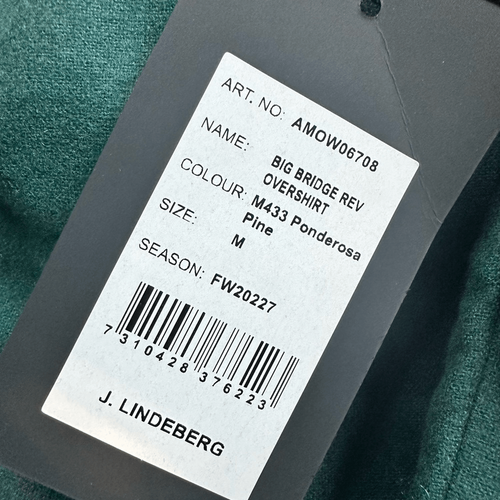 ART. NO: AMOW06708
NAME: BIG BRIDGE REV
OVERSHIRT
COLOUR: M433 Ponderosa
Pine
SIZE: M
SEASON: FW20227
7 310428 376223
J. LINDEBERG